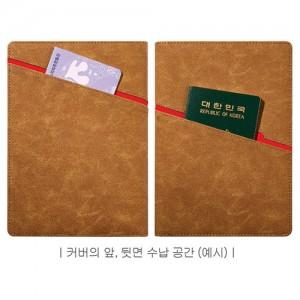 대한민국
REPUBLIC OF KOREA
| 커버의 앞, 뒷면 수납 공간 (예시) |